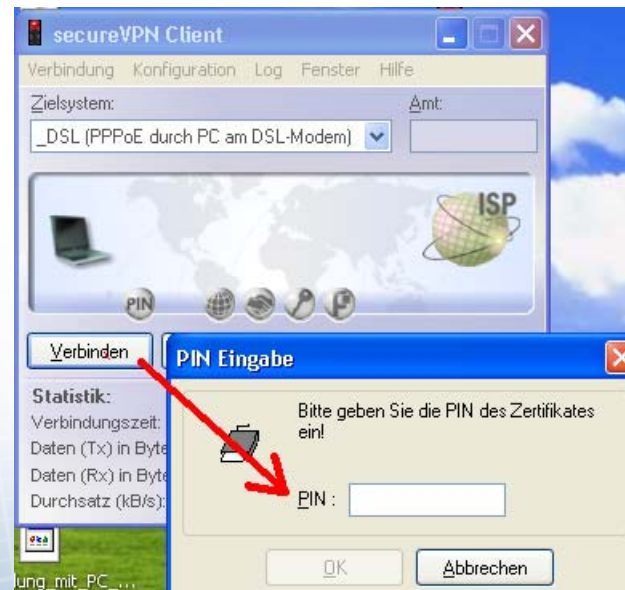 secureVPN Client
Verbindung Konfiguration Log Fenster Hilfe
Zielsystem: Amt:
_DSL (PPPoE durch PC am DSL-Modem)
ISP
PIN
Verbinden
PIN Eingabe
Statistik:
Verbindungszeit:
Daten (Tx) in Byte
Daten (Rx) in Byte
Durchsatz (kB/s):
Bitte geben Sie die PIN des Zertifikates
ein!
PIN :
OK Abbrechen
lung_mit_PC_...